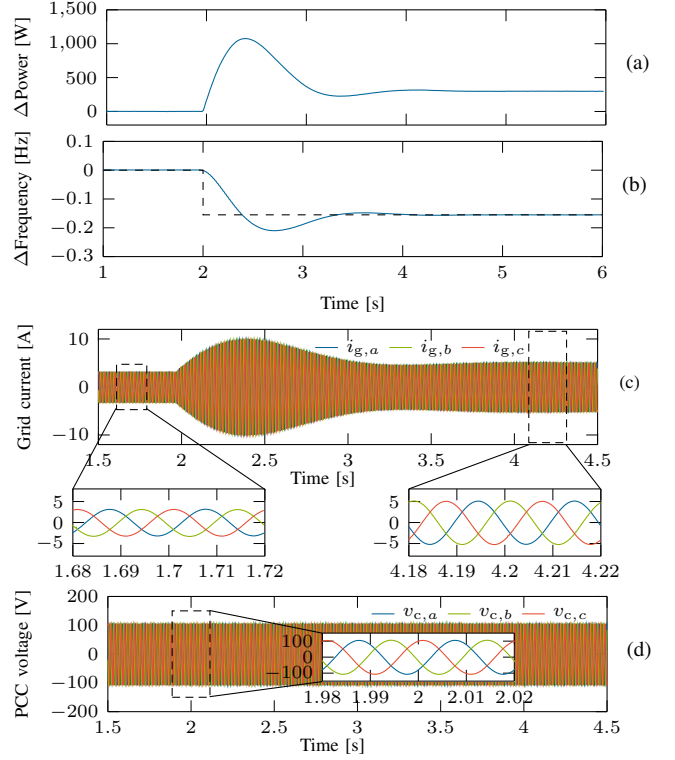 1,500
1,000
500
0
ΔPower [W]
(a)
0.1
0
−0.1
−0.2
−0.3
ΔFrequency [Hz]
(b)
1 2 3 4 5 6
Time [s]
10
0
−10
Grid current [A]
i_g,a i_g,b i_g,c
(c)
1.5 2 2.5 3 3.5 4 4.5
Time [s]
5
0
−5
1.68 1.69 1.7 1.71 1.72
5
0
−5
4.18 4.19 4.2 4.21 4.22
200
100
0
−100
−200
PCC voltage [V]
v_c,a v_c,b v_c,c
100
0
−100
1.98 1.99 2 2.01 2.02
(d)
1.5 2 2.5 3 3.5 4 4.5
Time [s]